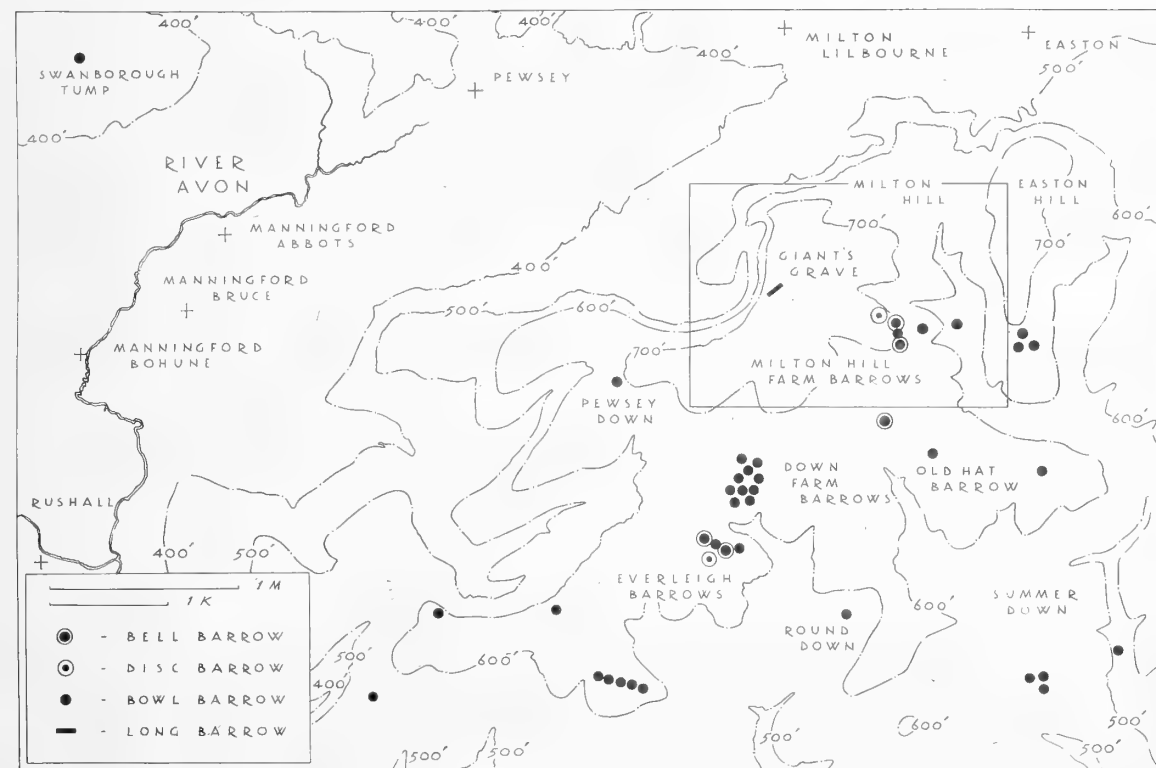 400'
400'
400'
MILTON
LILBOURNE
EASTON
400'
500'
SWANBOROUGH
TUMP
PEWSEY
400'
RIVER
AVON
MILTON
HILL
EASTON
HILL
600'
MANNINGFORD
ABBOTS
700'
700'
GIANT'S
GRAVE
400'
MANNINGFORD
BRUCE
500'
600'
MANNINGFORD
BOHUNE
700'
MILTON HILL
FARM BARROWS
PEWSEY
DOWN
600'
DOWN
FARM
BARROWS
OLD HAT
BARROW
RUSHALL
400'
500'
EVERLEIGH
BARROWS
600'
SUMMER
DOWN
ROUND
DOWN
500'
600'
400'
600'
500'
500'
500'
500'
500'
1 M
1 K
- BELL BARROW
- DISC BARROW
- BOWL BARROW
- LONG BARROW